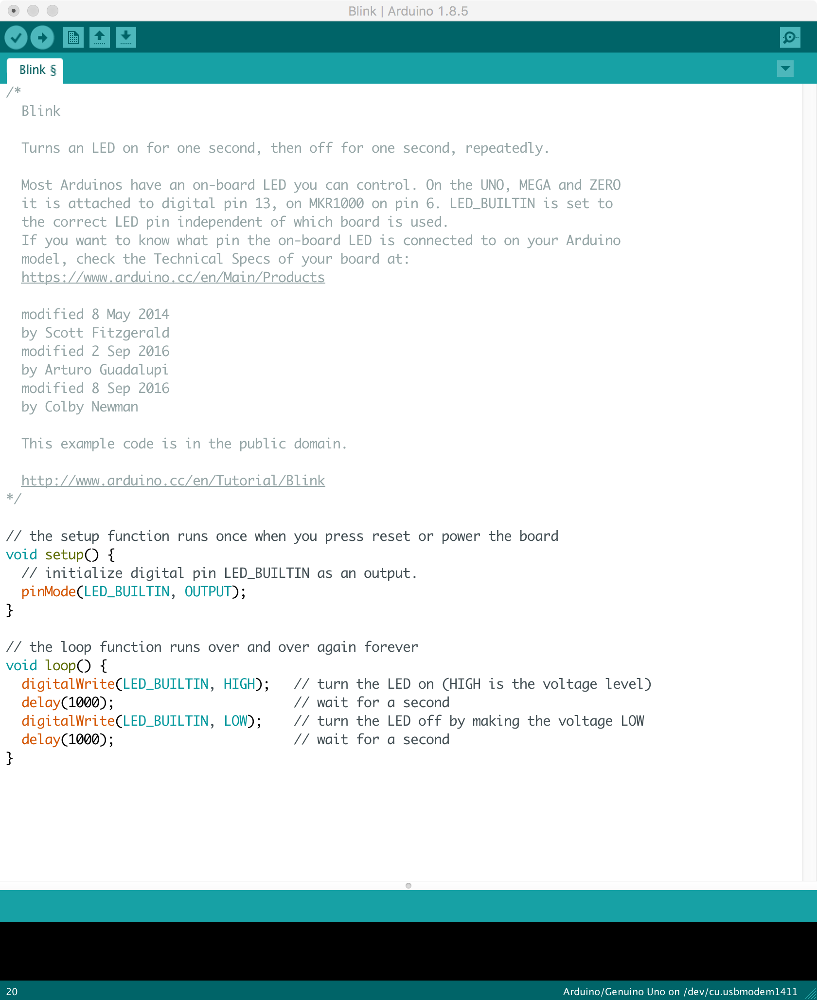 Blink | Arduino 1.8.5
Blink §
/*
  Blink

  Turns an LED on for one second, then off for one second, repeatedly.

  Most Arduinos have an on-board LED you can control. On the UNO, MEGA and ZERO
  it is attached to digital pin 13, on MKR1000 on pin 6. LED_BUILTIN is set to
  the correct LED pin independent of which board is used.
  If you want to know what pin the on-board LED is connected to on your Arduino
  model, check the Technical Specs of your board at:
  https://www.arduino.cc/en/Main/Products

  modified 8 May 2014
  by Scott Fitzgerald
  modified 2 Sep 2016
  by Arturo Guadalupi
  modified 8 Sep 2016
  by Colby Newman

  This example code is in the public domain.

  http://www.arduino.cc/en/Tutorial/Blink
*/

// the setup function runs once when you press reset or power the board
void setup() {
  // initialize digital pin LED_BUILTIN as an output.
  pinMode(LED_BUILTIN, OUTPUT);
}

// the loop function runs over and over again forever
void loop() {
  digitalWrite(LED_BUILTIN, HIGH);   // turn the LED on (HIGH is the voltage level)
  delay(1000);                       // wait for a second
  digitalWrite(LED_BUILTIN, LOW);    // turn the LED off by making the voltage LOW
  delay(1000);                       // wait for a second
}
20 Arduino/Genuino Uno on /dev/cu.usbmodem1411